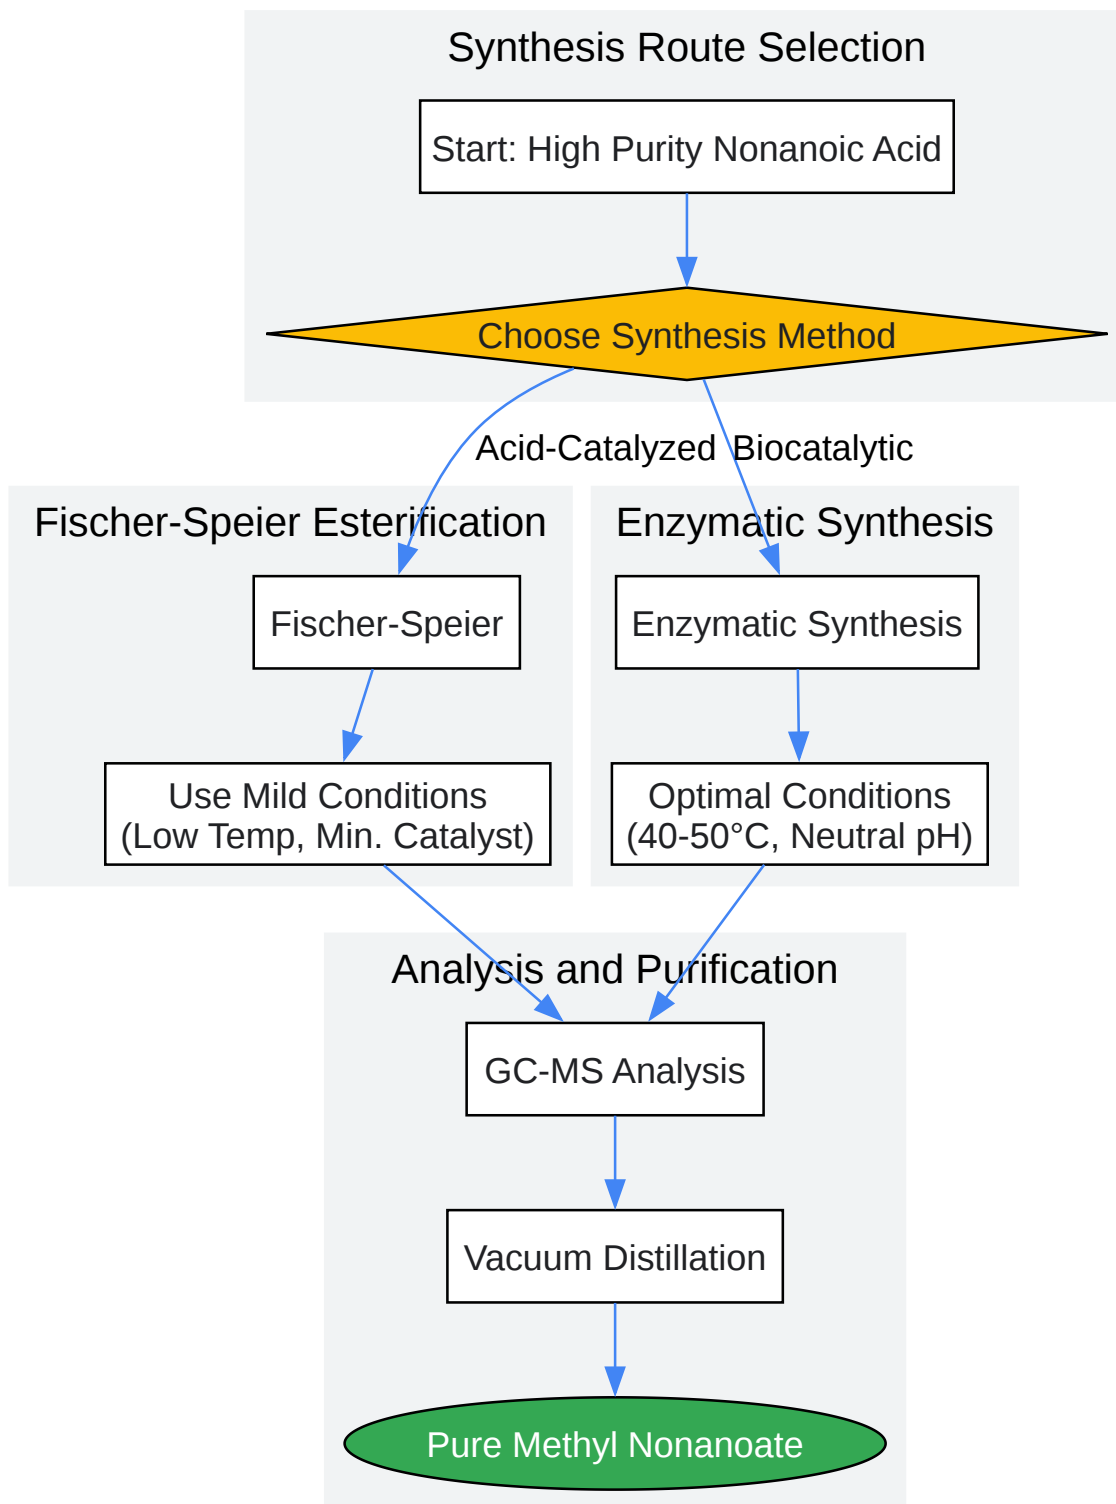 Synthesis Route Selection
Start: High Purity Nonanoic Acid
Choose Synthesis Method
Acid-Catalyzed
Biocatalytic
Fischer-Speier Esterification
Fischer-Speier
Use Mild Conditions
(Low Temp, Min. Catalyst)
Enzymatic Synthesis
Enzymatic Synthesis
Optimal Conditions
(40-50°C, Neutral pH)
Analysis and Purification
GC-MS Analysis
Vacuum Distillation
Pure Methyl Nonanoate